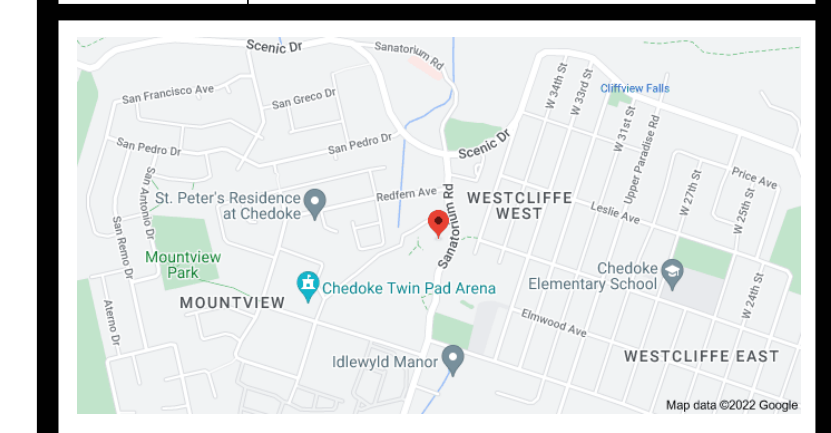 Scenic Dr
Sanatorium Rd
San Francisco Ave
San Greco Dr
W 34th St
W 33rd St
Cliffview Falls
San Pedro Dr
San Pedro Dr
Scenic Dr
W 31st St
Upper Paradise Rd
Price Ave
San Antonio Dr
St. Peter's Residence
at Chedoke
Redfern Ave
Sanatorium Rd
WESTCLIFFE
WEST
Leslie Ave
W 27th St
W 25th St
San Remo Dr
Mountview
Park
MOUNTVIEW
Chedoke Twin Pad Arena
Chedoke
Elementary School
W 24th St
Aterno Dr
Elmwood Ave
Idlewyld Manor
WESTCLIFFE EAST
Map data ©2022 Google